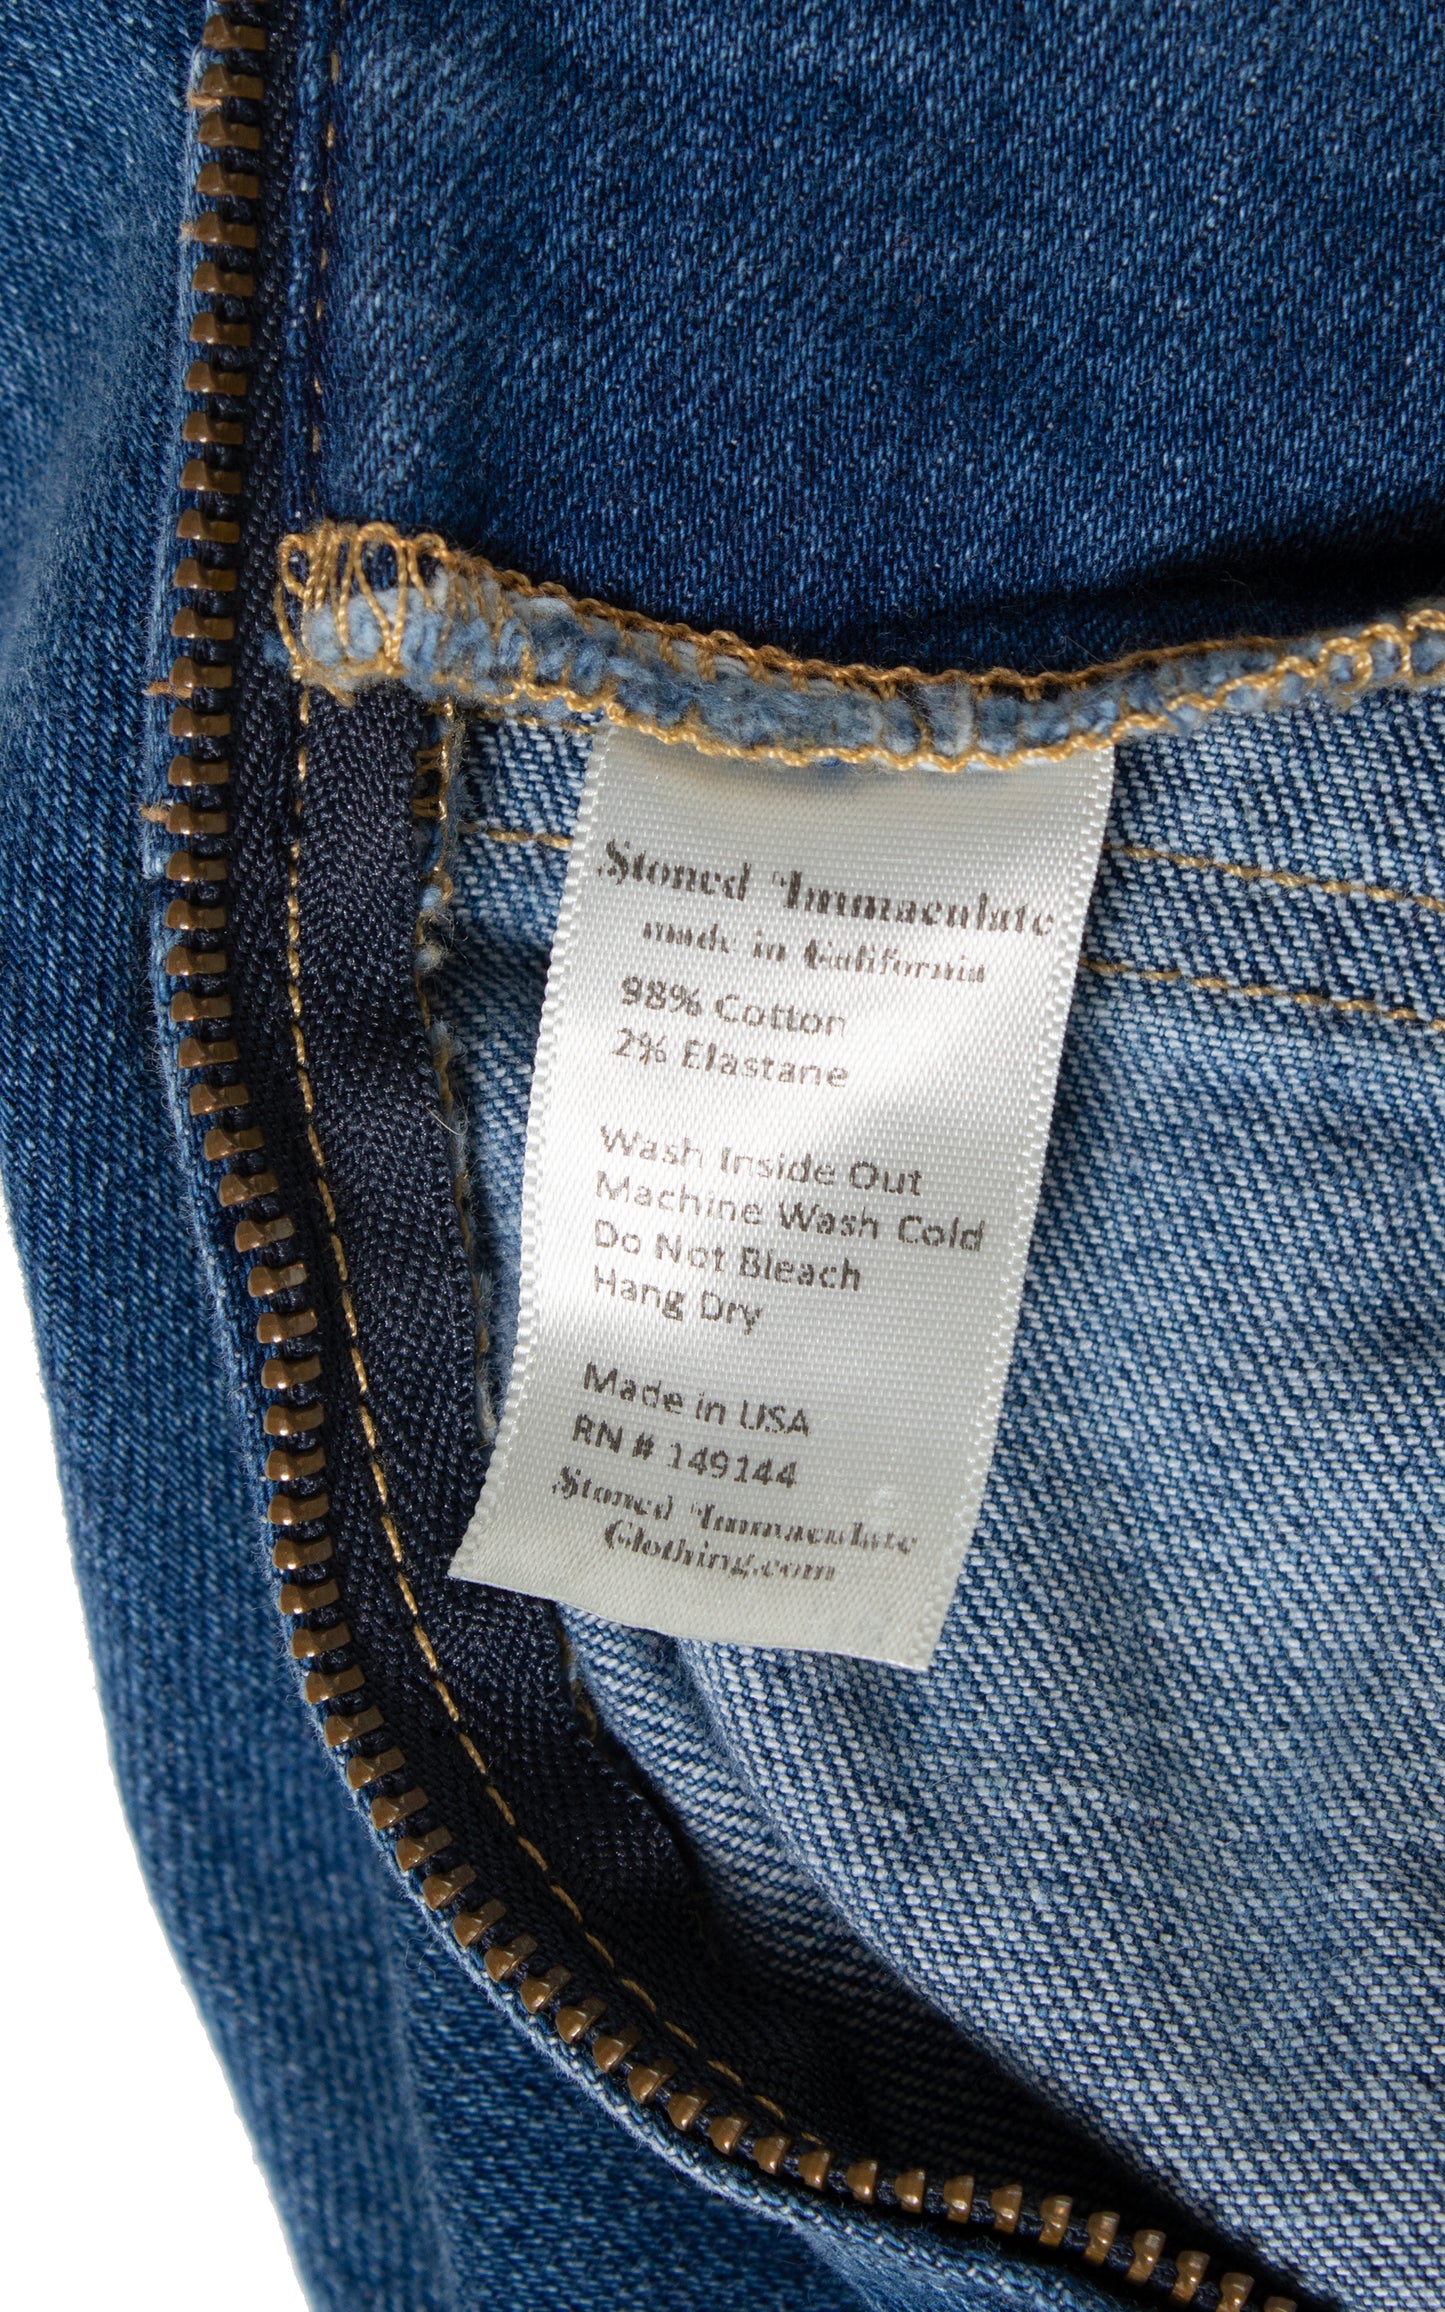 Stoned Immaculate
made in California
98% Cotton
2% Elastane
Wash Inside Out
Machine Wash Cold
Do Not Bleach
Hang Dry
Made in USA
RN # 149144
Stoned Immaculate
Clothing.com